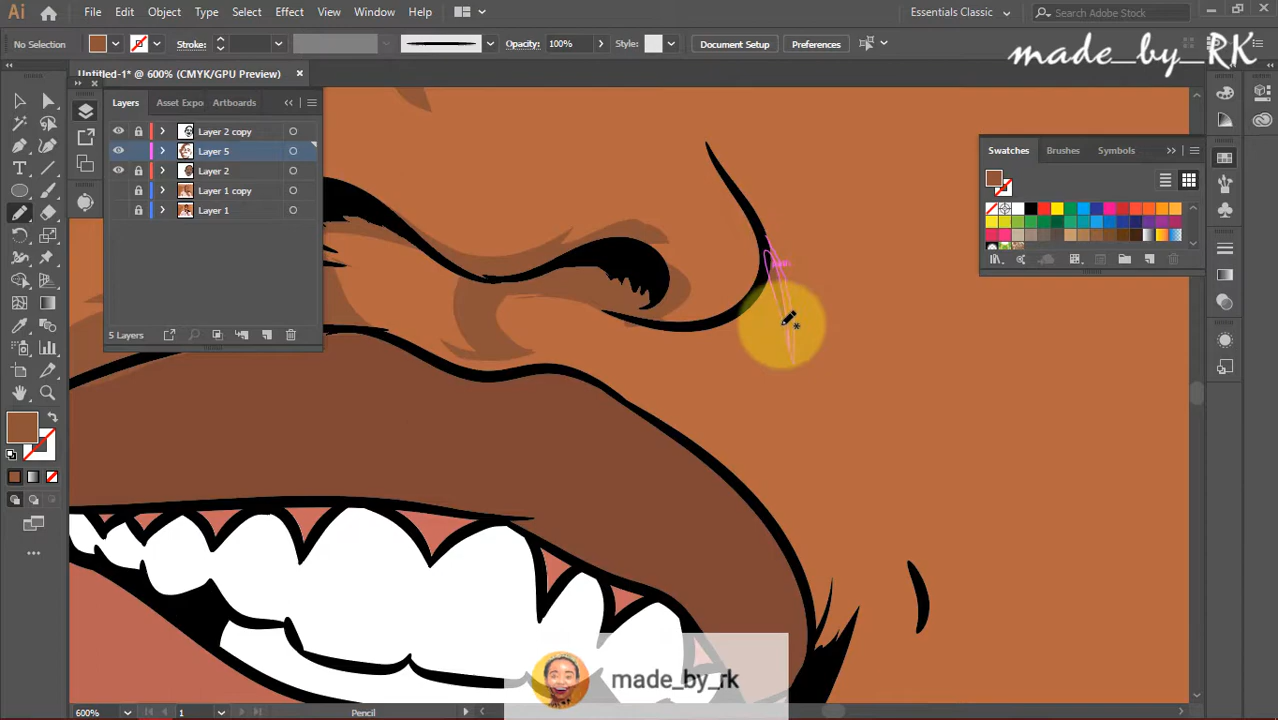 Ai File Edit Object Type Select Effect View Window Help Essentials Classic Search Adobe Stock
No Selection Stroke: Opacity: 100% Style: Document Setup Preferences
made_by_RK
Untitled-1* @ 600% (CMYK/GPU Preview)
Layers Asset Expo Artboards
Layer 2 copy
Layer 5
Layer 2
Layer 1 copy
Layer 1
5 Layers
Swatches Brushes Symbols
made_by_rk
600% 1 Pencil